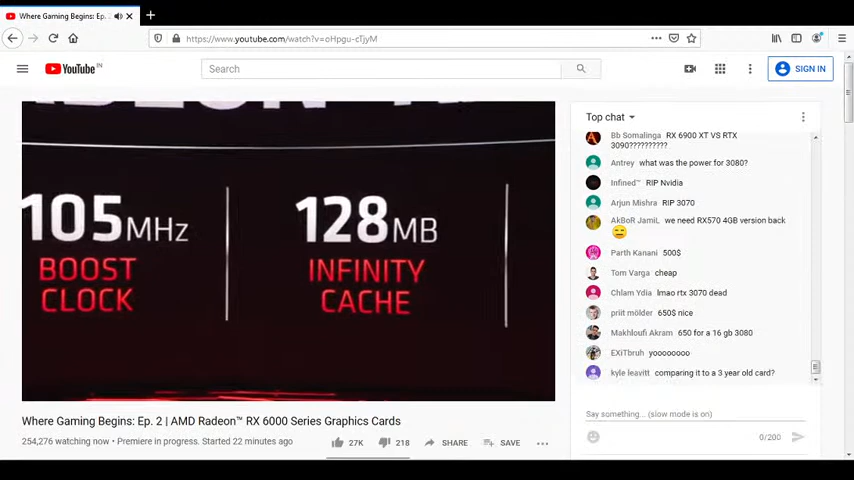 Where Gaming Begins: Ep. 2
https://www.youtube.com/watch?v=oHpgu-cTjyM
YouTube IN
Search
SIGN IN
105MHz
BOOST
CLOCK
128MB
INFINITY
CACHE
Top chat
Bb Somalinga RX 6900 XT VS RTX
3090??????????
Antrey what was the power for 3080?
Infined™ RIP Nvidia
Arjun Mishra RIP 3070
AkBoR JamiL we need RX570 4GB version back
Parth Kanani 500$
Tom Varga cheap
Chlam Ydia lmao rtx 3070 dead
priit mölder 650$ nice
Makhloufi Akram 650 for a 16 gb 3080
EXiTbruh yoooooooo
kyle leavitt comparing it to a 3 year old card?
Say something... (slow mode is on)
0/200
Where Gaming Begins: Ep. 2 | AMD Radeon™ RX 6000 Series Graphics Cards
254,276 watching now • Premiere in progress. Started 22 minutes ago
27K
218
SHARE
SAVE